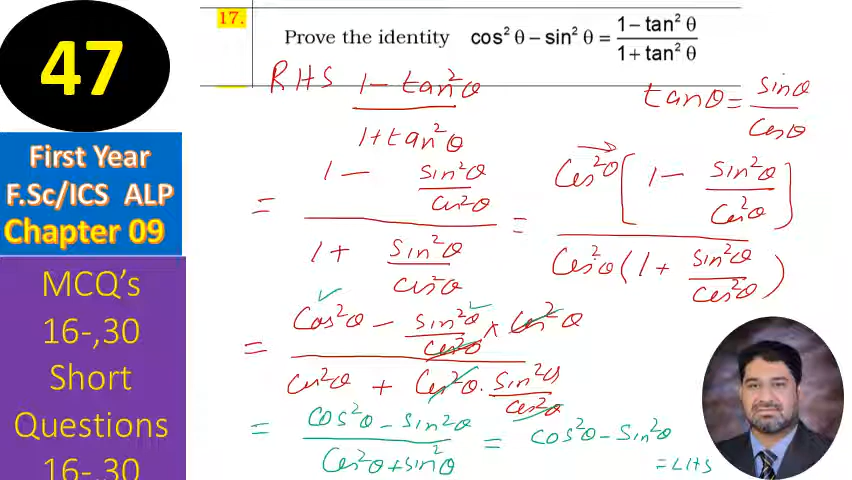 47
First Year
F.Sc/ICS ALP
Chapter 09
MCQ's
16-,30
Short
Questions
16-.30
17. Prove the identity cos² θ – sin² θ = (1 – tan² θ)/(1 + tan² θ)
RHS (1 - tan²θ)/(1 + tan²θ)
tanθ = sinθ/cosθ
= (1 - sin²θ/cos²θ)/(1 + sin²θ/cos²θ) = cos²θ[1 - sin²θ/cos²θ]/cos²θ(1 + sin²θ/cos²θ)
= (cos²θ - sin²θ/cos²θ × cos²θ)/(cos²θ + cos²θ . sin²θ/cos²θ)
= (cos²θ - sin²θ)/(cos²θ + sin²θ) = cos²θ - sin²θ
= LHS